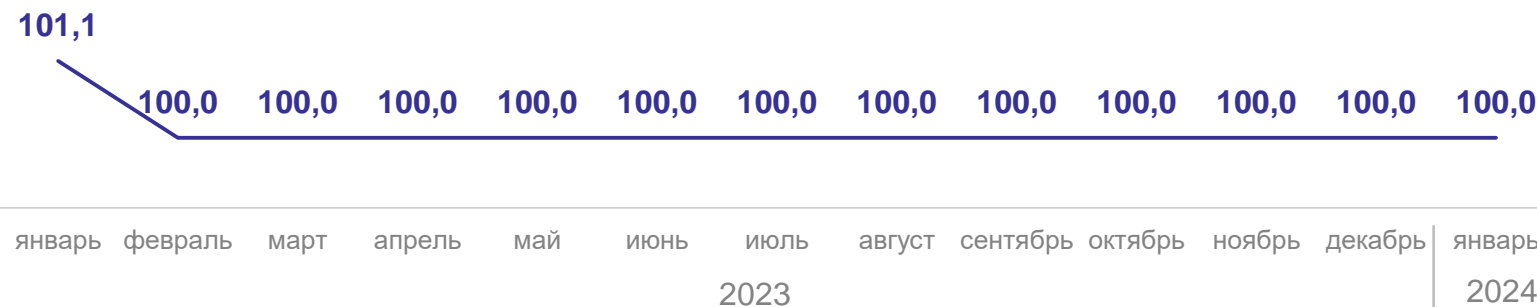 101,1
100,0 100,0 100,0 100,0 100,0 100,0 100,0 100,0 100,0 100,0 100,0 100,0
январь февраль март апрель май июнь июль август сентябрь октябрь ноябрь декабрь январь
2023 2024